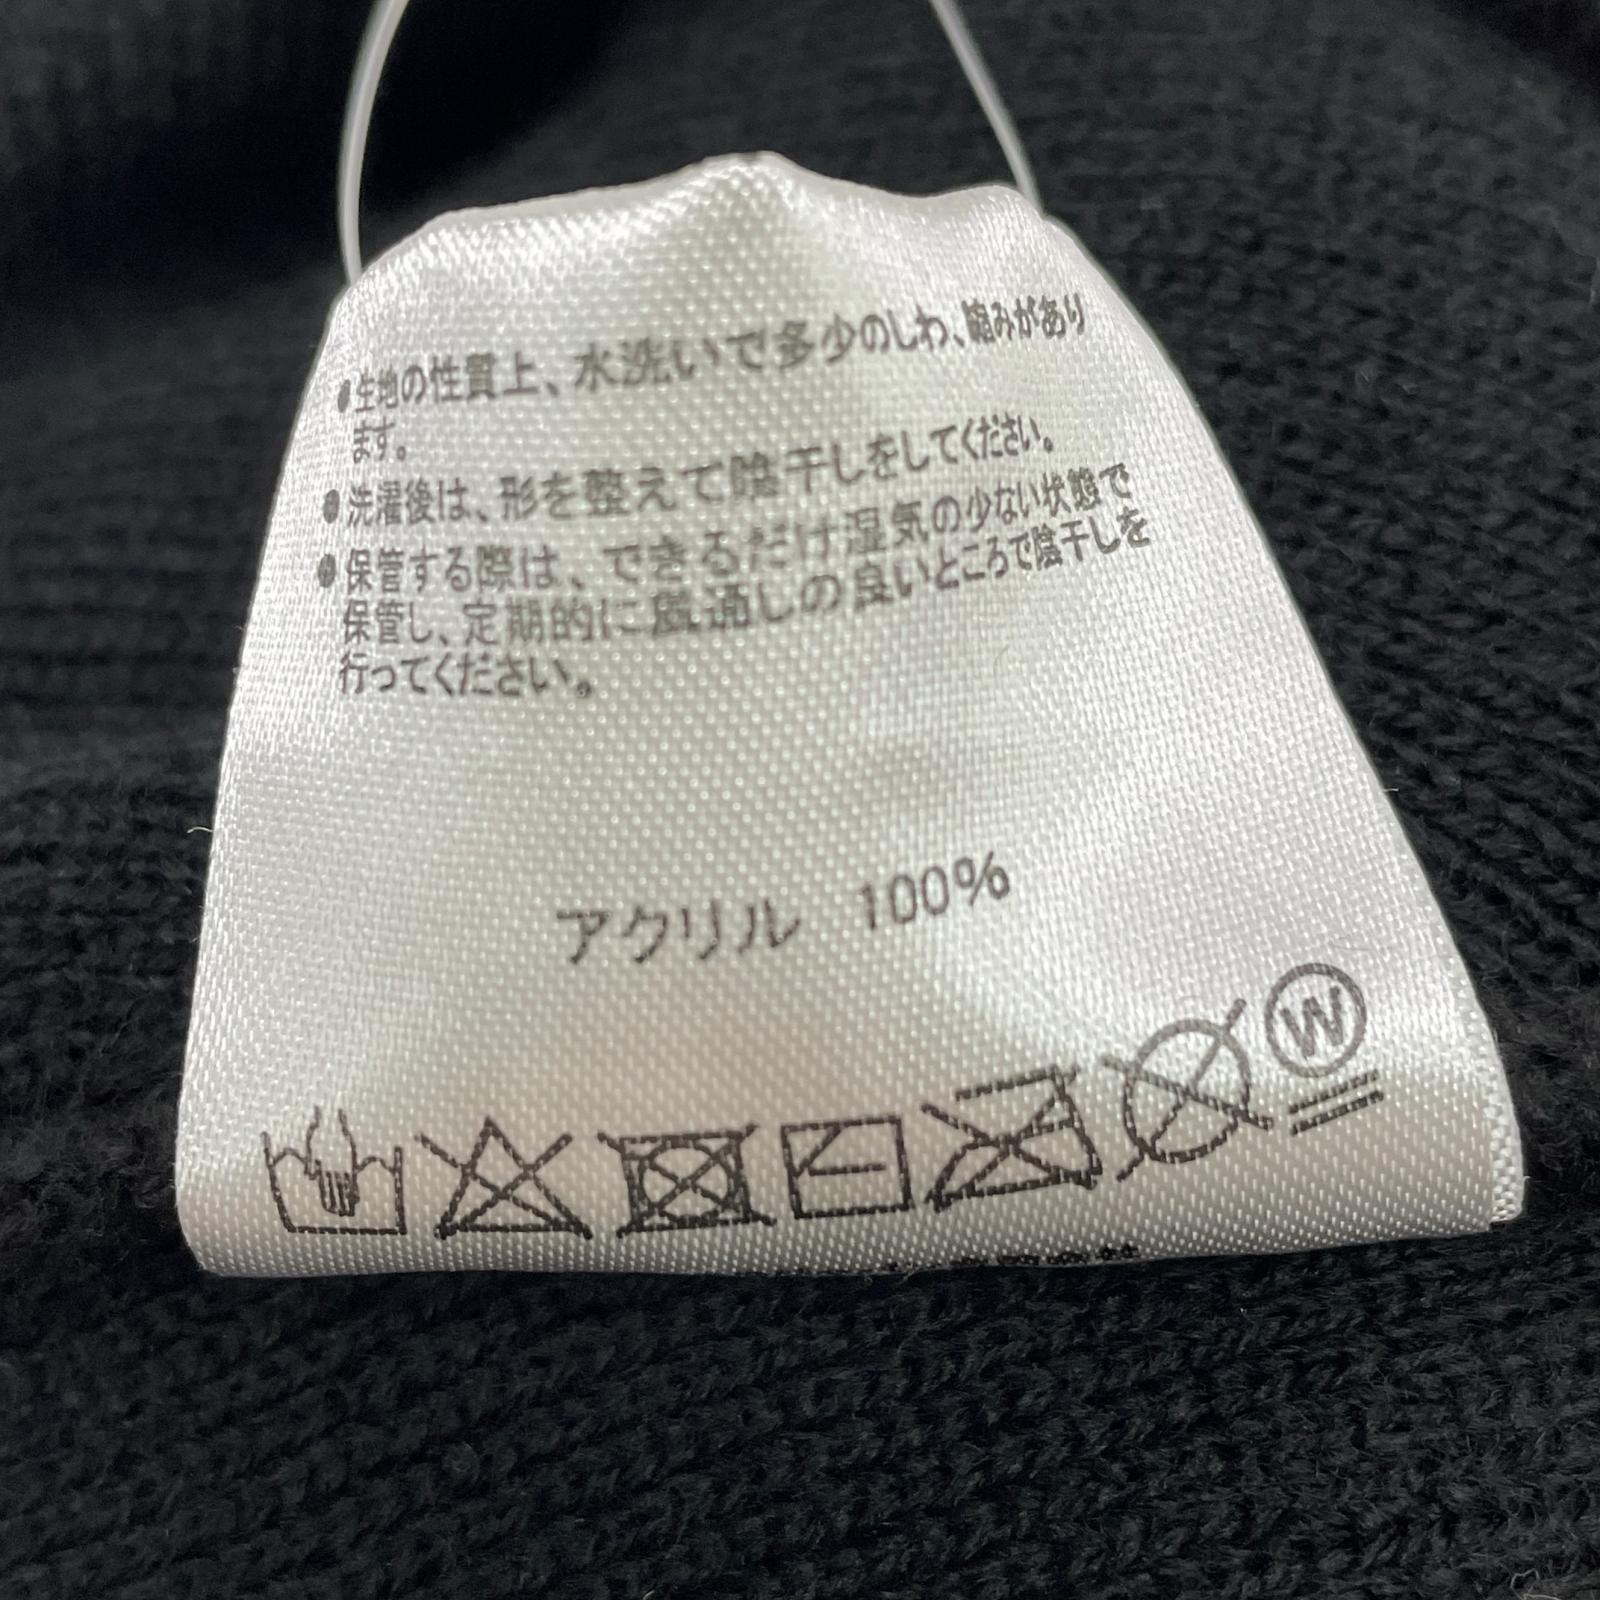 ●生地の性質上、水洗いで多少のしわ、縮みがあり
ます。
●洗濯後は、形を整えて陰干しをしてください。
●保管する際は、できるだけ湿気の少ない状態で
保管し、定期的に風通しの良いところで陰干しを
行ってください。
アクリル 100%
W